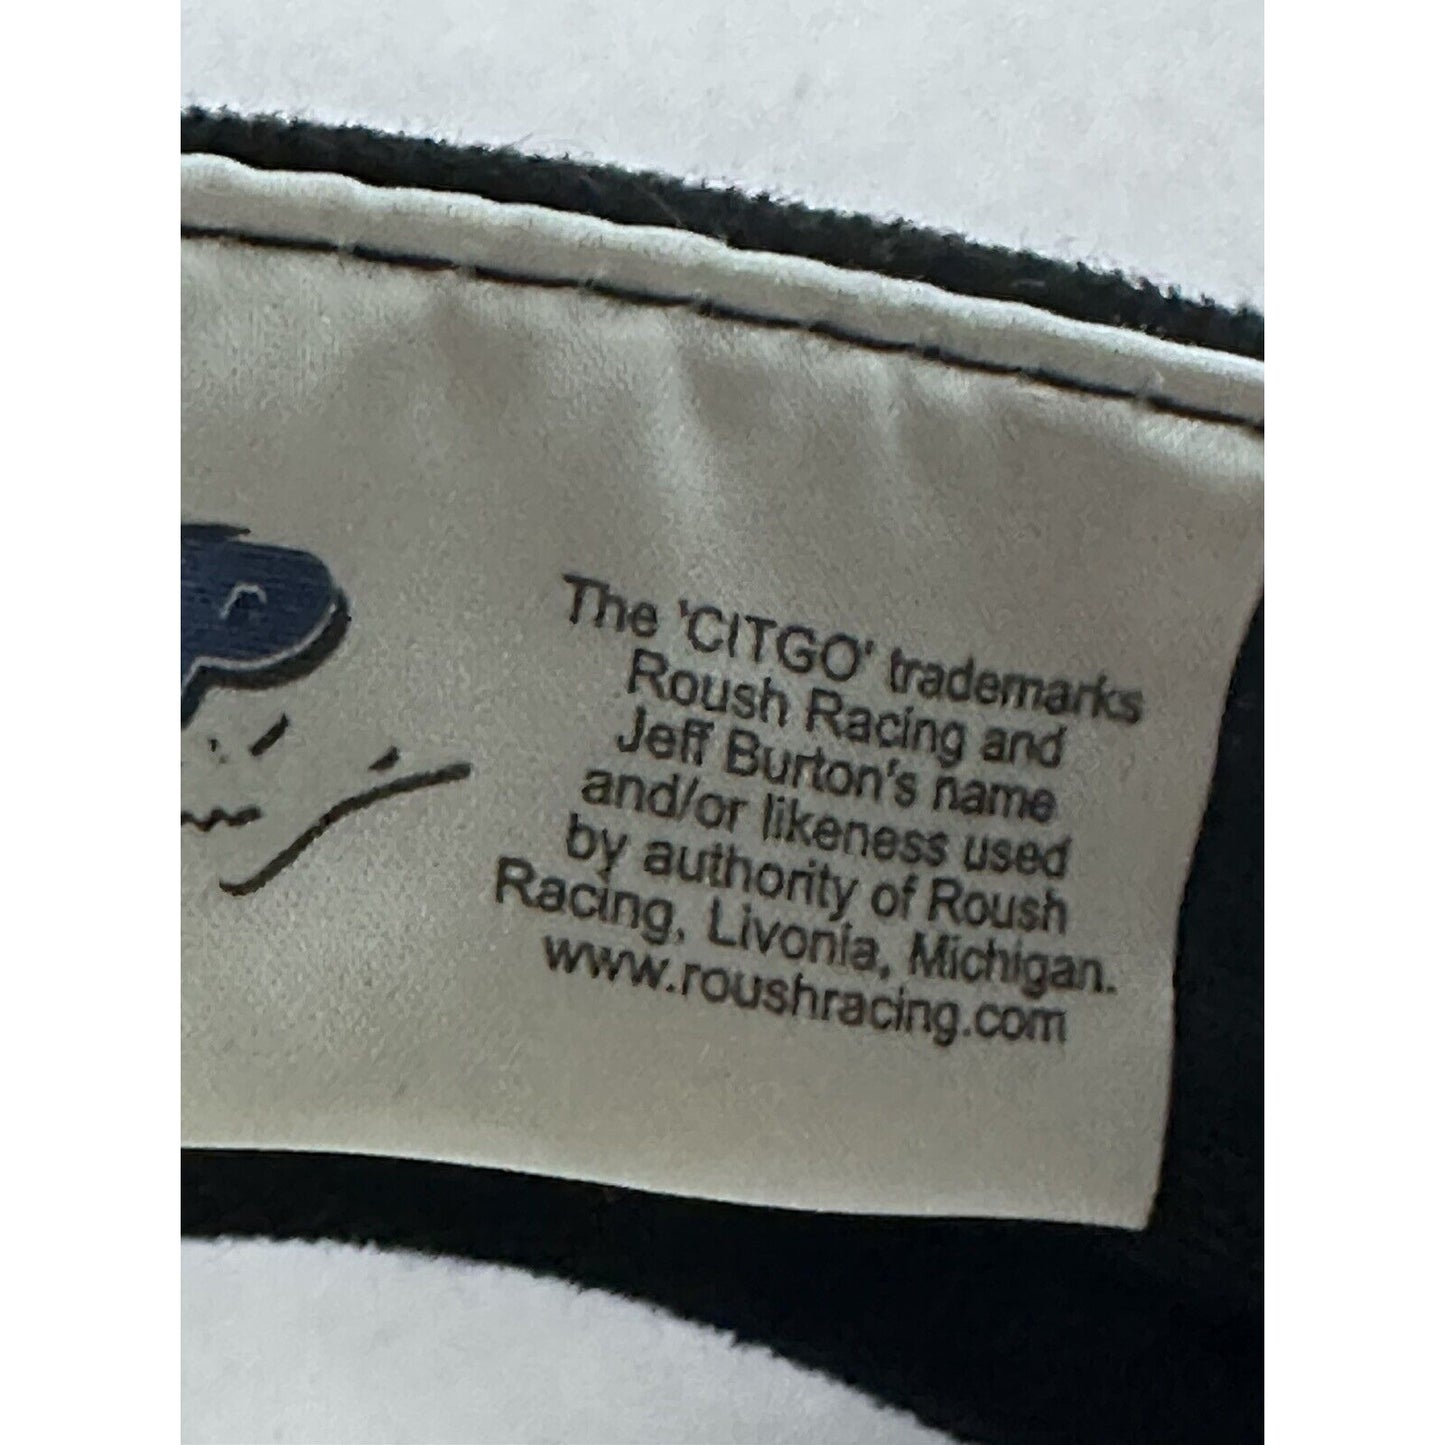 The 'CITGO' trademarks
Roush Racing and
Jeff Burton's name
and/or likeness used
by authority of Roush
Racing, Livonia, Michigan.
www.roushracing.com